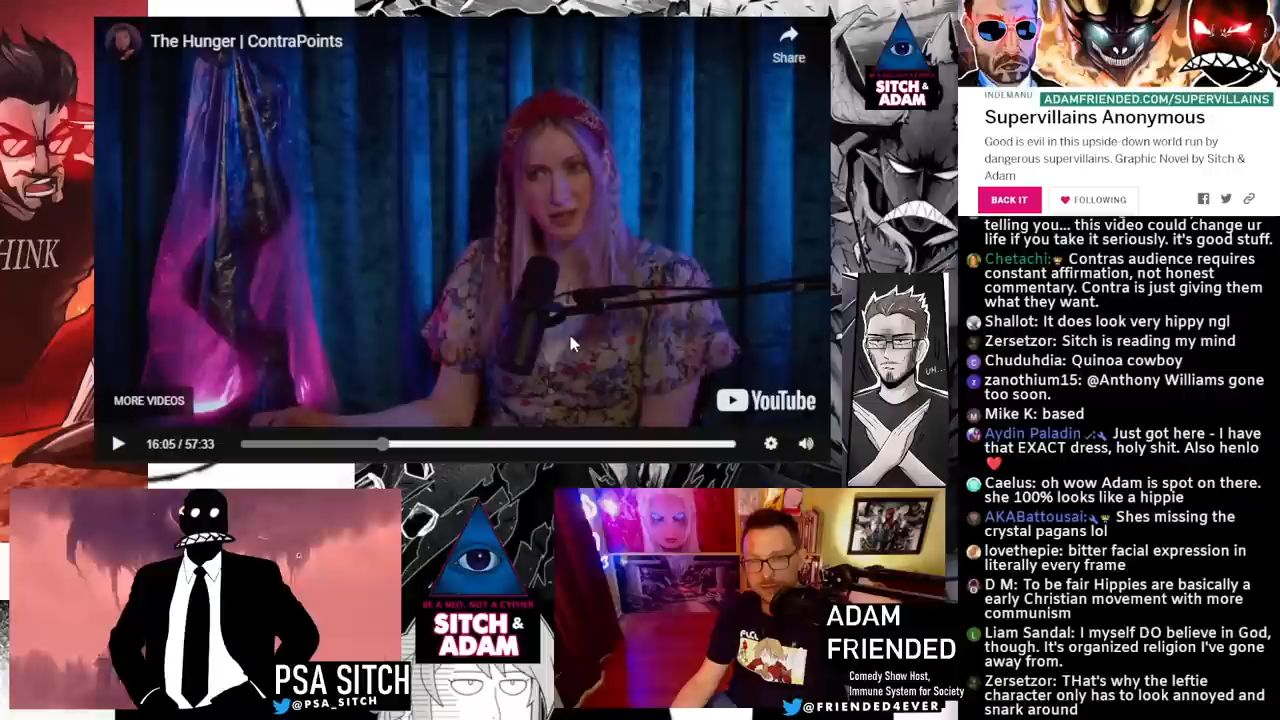 The Hunger | ContraPoints
Share
MORE VIDEOS
YouTube
16:05 / 57:33
HINK
SITCH &
ADAM
UH...
INDEMAND
ADAMFRIENDED.COM/SUPERVILLAINS
Supervillains Anonymous
Good is evil in this upside-down world run by
dangerous supervillains. Graphic Novel by Sitch &
Adam
BACK IT
FOLLOWING
telling you... this video could change ur
life if you take it seriously. it's good stuff.
Chetachi: Contras audience requires
constant affirmation, not honest
commentary. Contra is just giving them
what they want.
Shallot: It does look very hippy ngl
Zersetzor: Sitch is reading my mind
Chuduhdia: Quinoa cowboy
zanothium15: @Anthony Williams gone
too soon.
Mike K: based
Aydin Paladin Just got here - I have
that EXACT dress, holy shit. Also henlo
❤️
Caelus: oh wow Adam is spot on there.
she 100% looks like a hippie
AKABattousai: Shes missing the
crystal pagans lol
lovethepie: bitter facial expression in
literally every frame
D M: To be fair Hippies are basically a
early Christian movement with more
communism
Liam Sandal: I myself DO believe in God,
though. It's organized religion I've gone
away from.
Zersetzor: THat's why the leftie
character only has to look annoyed and
snark around
PSA SITCH
@PSA_SITCH
BE A NEO, NOT A CYPHER
SITCH &
ADAM
ADAM
FRIENDED
Comedy Show Host,
Immune System for Society
@FRIENDED4EVER